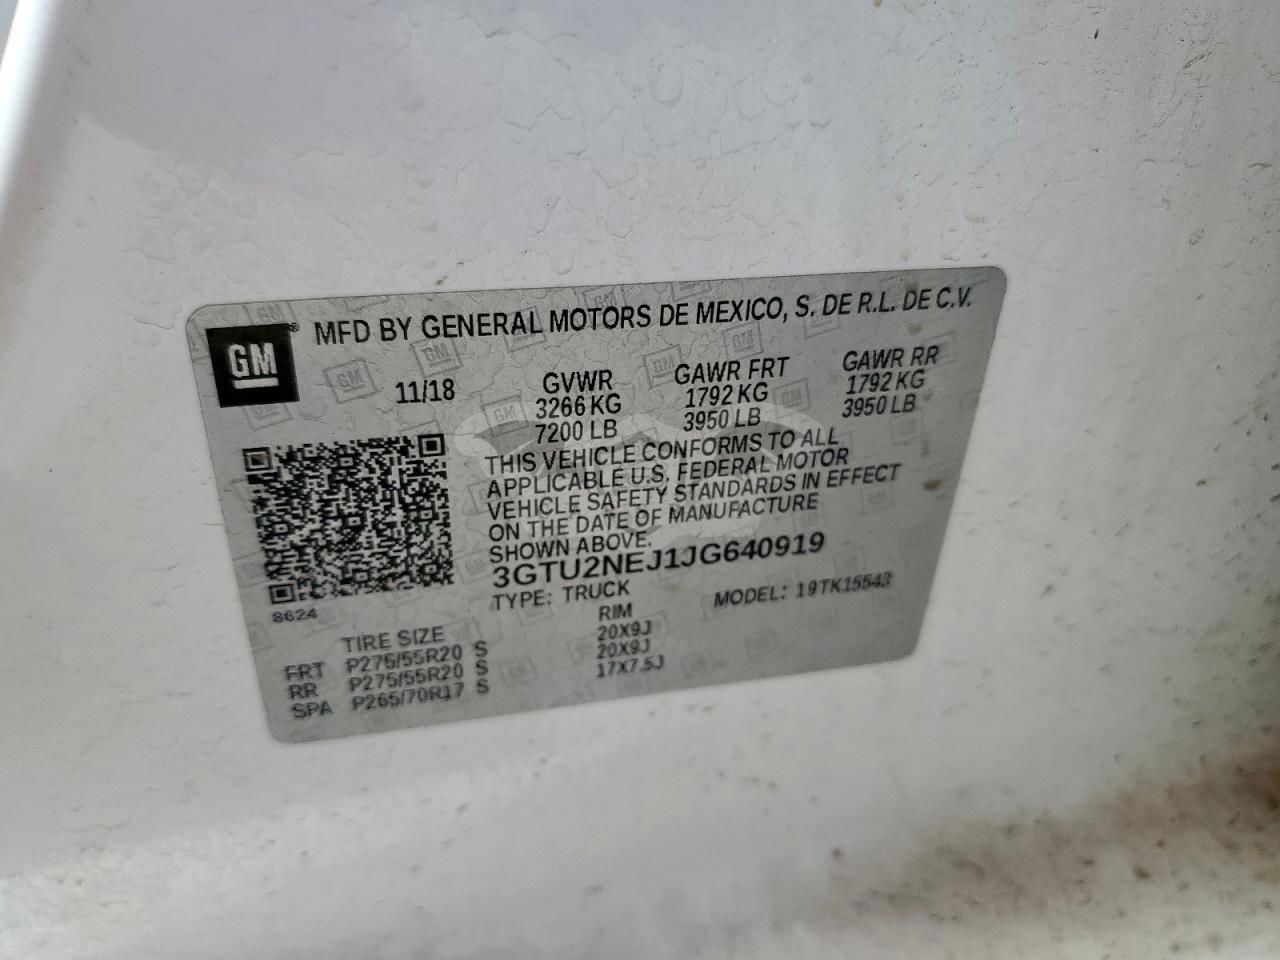 GM
MFD BY GENERAL MOTORS DE MEXICO, S. DE R.L. DE C.V.
11/18 GVWR GAWR FRT GAWR RR
3266 KG 1792 KG 1792 KG
7200 LB 3950 LB 3950 LB
THIS VEHICLE CONFORMS TO ALL
APPLICABLE U.S. FEDERAL MOTOR
VEHICLE SAFETY STANDARDS IN EFFECT
ON THE DATE OF MANUFACTURE
SHOWN ABOVE.
3GTU2NEJ1JG640919
TYPE: TRUCK MODEL: 19TK15543
8624
TIRE SIZE RIM
FRT P275/55R20 S 20X9J
RR P275/55R20 S 20X9J
SPA P265/70R17 S 17X7.5J